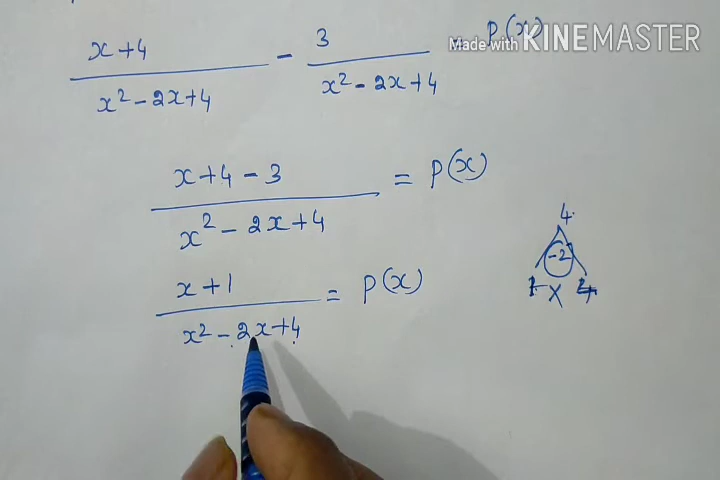 x+4 / x² - 2x+4 - 3 / x² - 2x+4 = P(x)
Made with KINEMASTER
x+4-3 / x² - 2x+4 = P(x)
4
-2
x+1 / x² - 2x+4 = P(x)
X